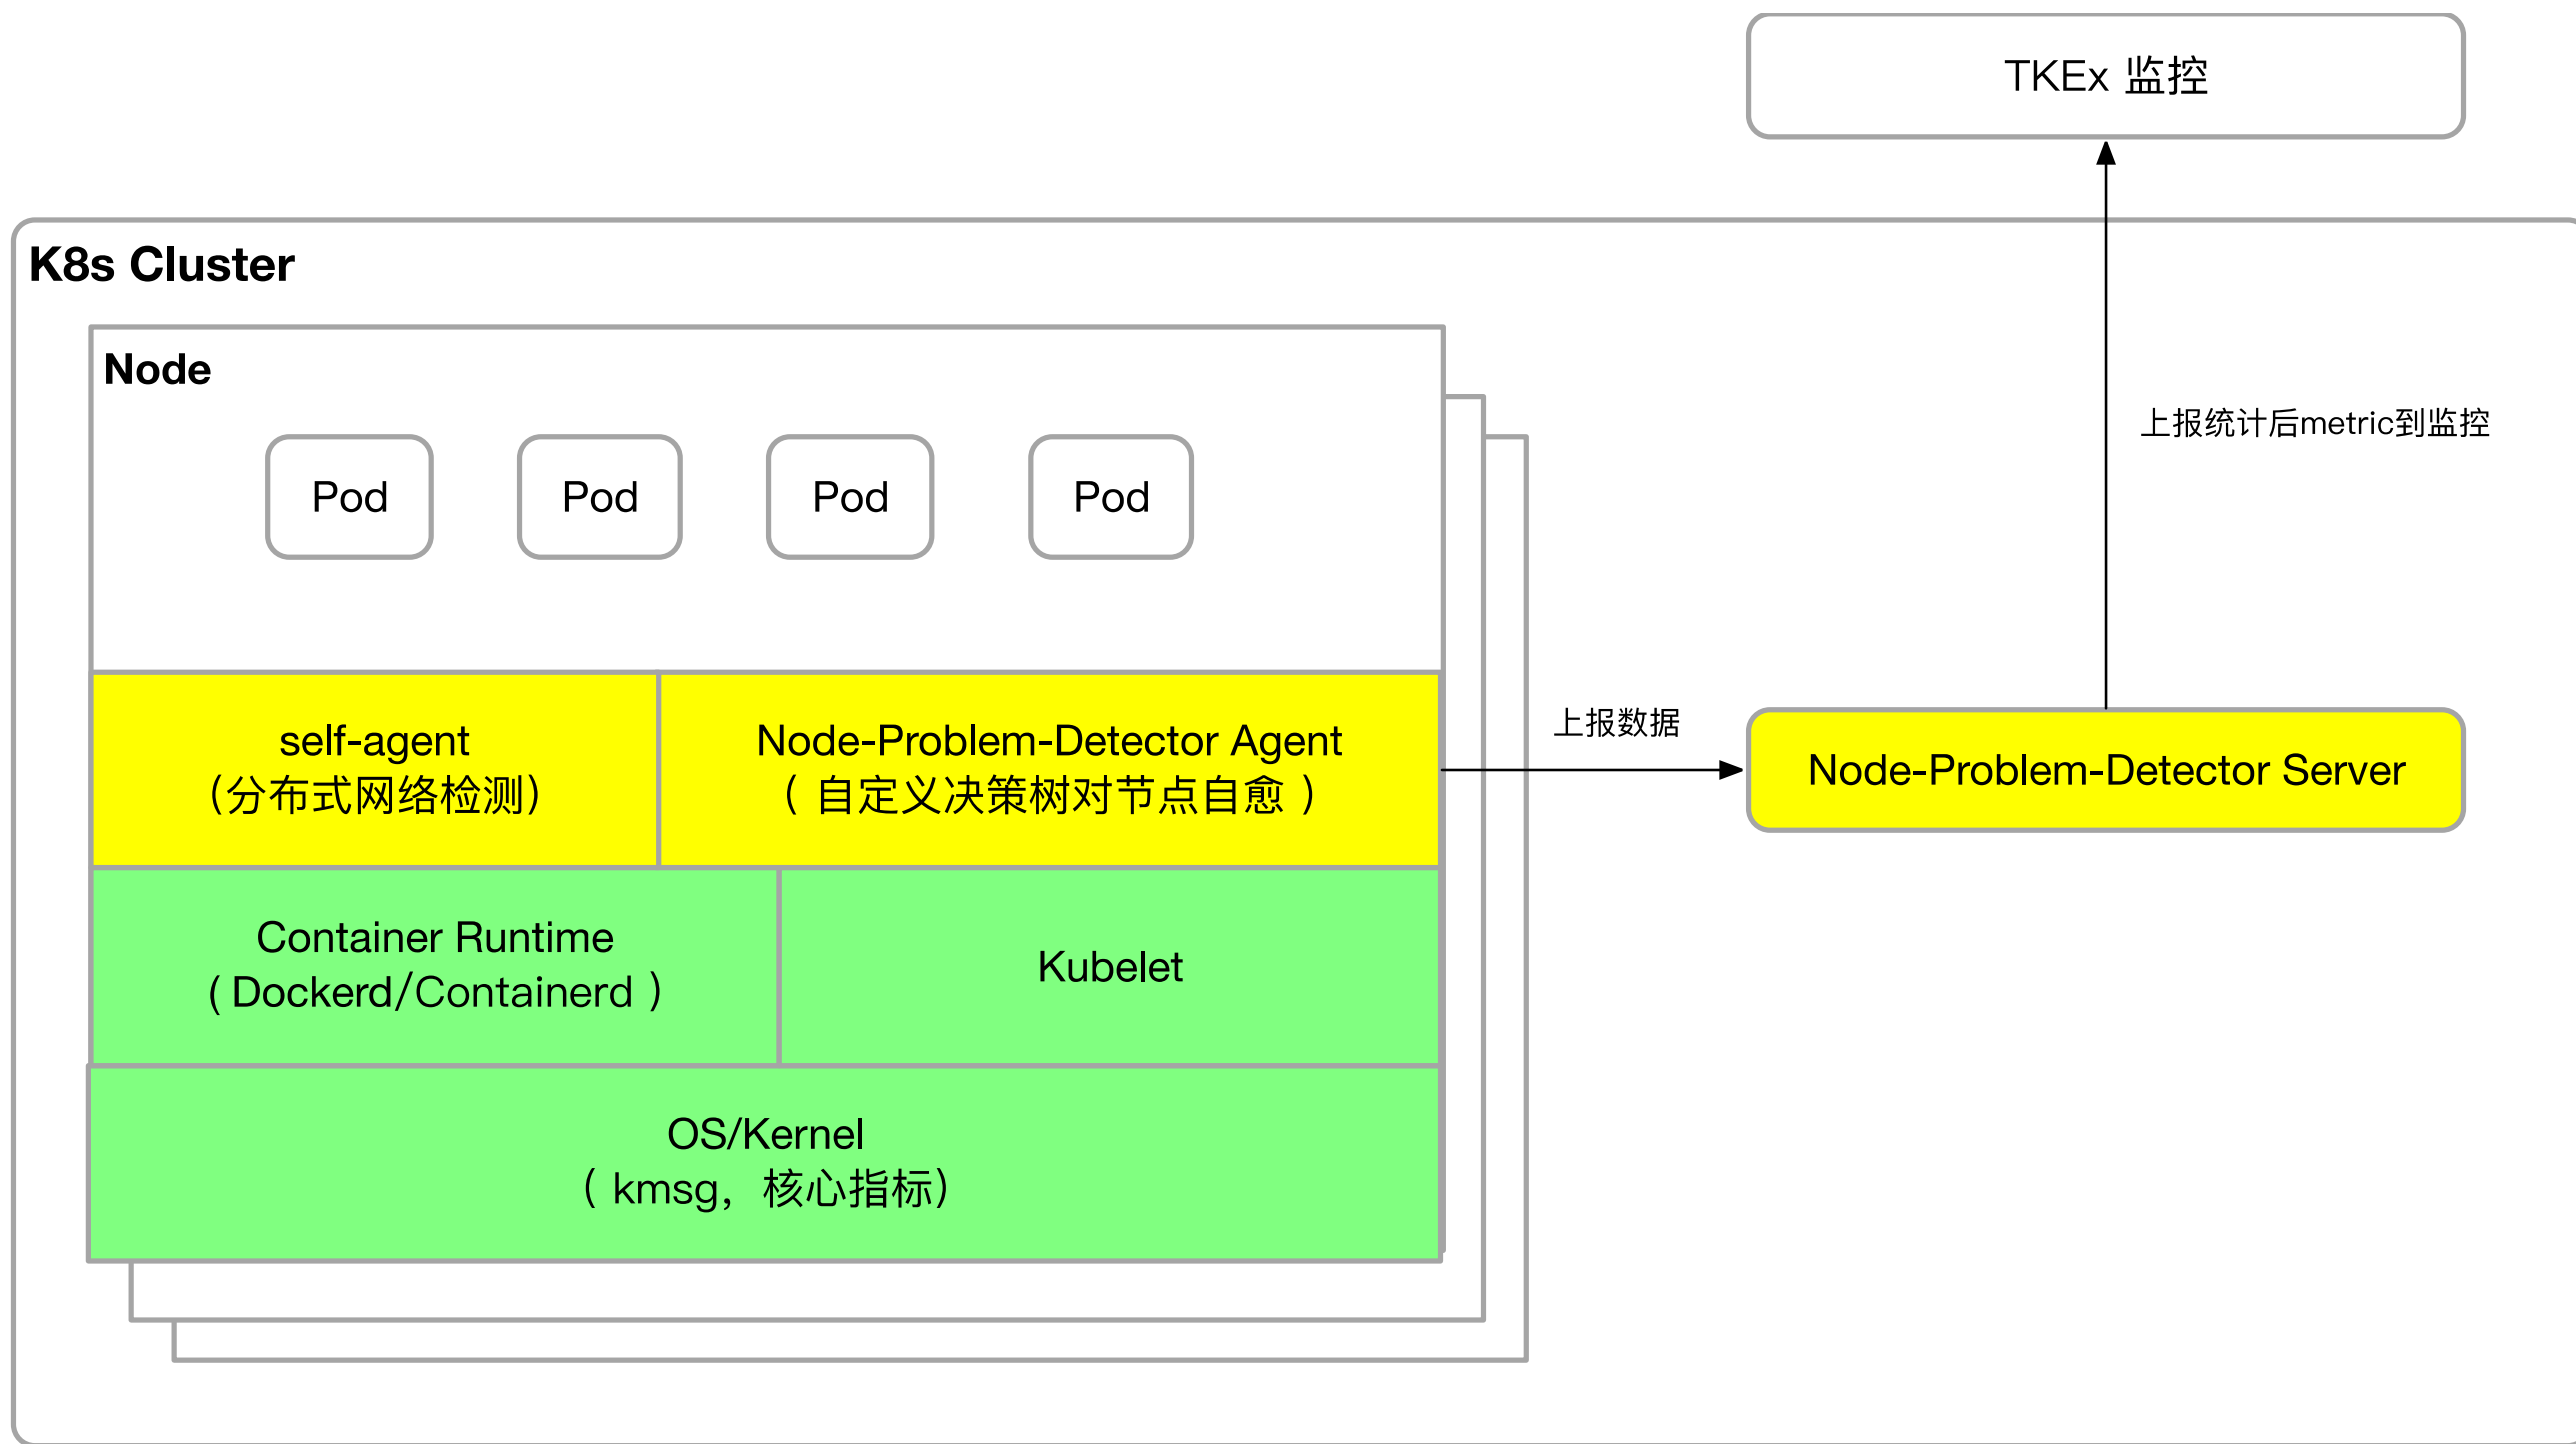 TKEx 监控
K8s Cluster
Node
上报统计后metric到监控
Pod
Pod
Pod
Pod
self-agent
（分布式网络检测）
Node-Problem-Detector Agent
（ 自定义决策树对节点自愈 ）
上报数据
Node-Problem-Detector Server
Container Runtime
( Dockerd/Containerd ）
Kubelet
OS/Kernel
（ kmsg，核心指标）